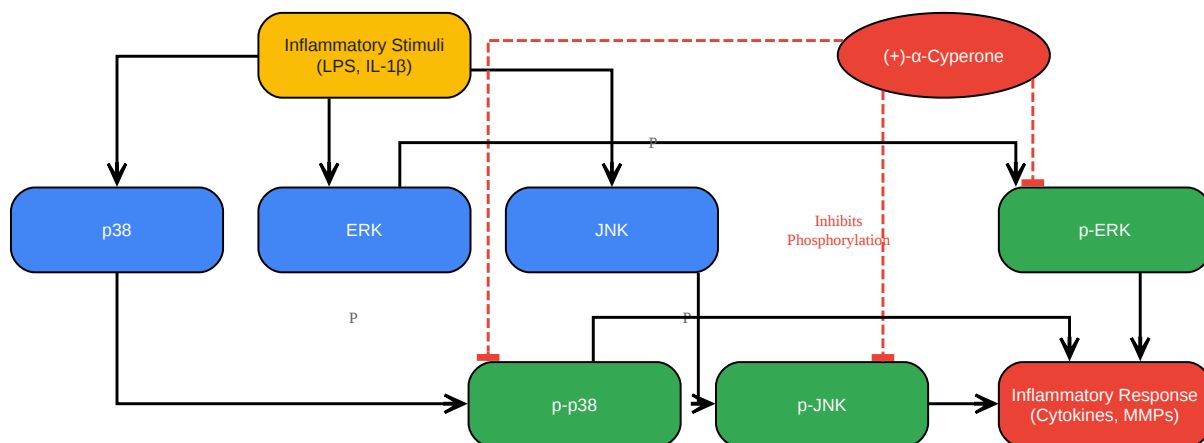 Inflammatory Stimuli
(LPS, IL-1β)
(+)-α-Cyperone
P
p38
ERK
JNK
Inhibits
Phosphorylation
p-ERK
P
P
p-p38
p-JNK
Inflammatory Response
(Cytokines, MMPs)